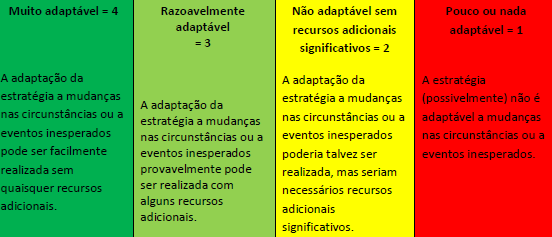 Muito adaptável = 4
A adaptação da
estratégia a mudanças
nas circunstâncias ou a
eventos inesperados
pode ser facilmente
realizada sem
quaisquer recursos
adicionais.
Razoavelmente
adaptável
= 3
A adaptação da
estratégia a mudanças
nas circunstâncias ou a
eventos inesperados
provavelmente pode
ser realizada com
alguns recursos
adicionais.
Não adaptável sem
recursos adicionais
significativos = 2
A adaptação da
estratégia a mudanças
nas circunstâncias ou a
eventos inesperados
poderia talvez ser
realizada, mas seriam
necessários recursos
adicionais
significativos.
Pouco ou nada
adaptável = 1
A estratégia
(possivelmente) não é
adaptável a mudanças
nas circunstâncias ou a
eventos inesperados.